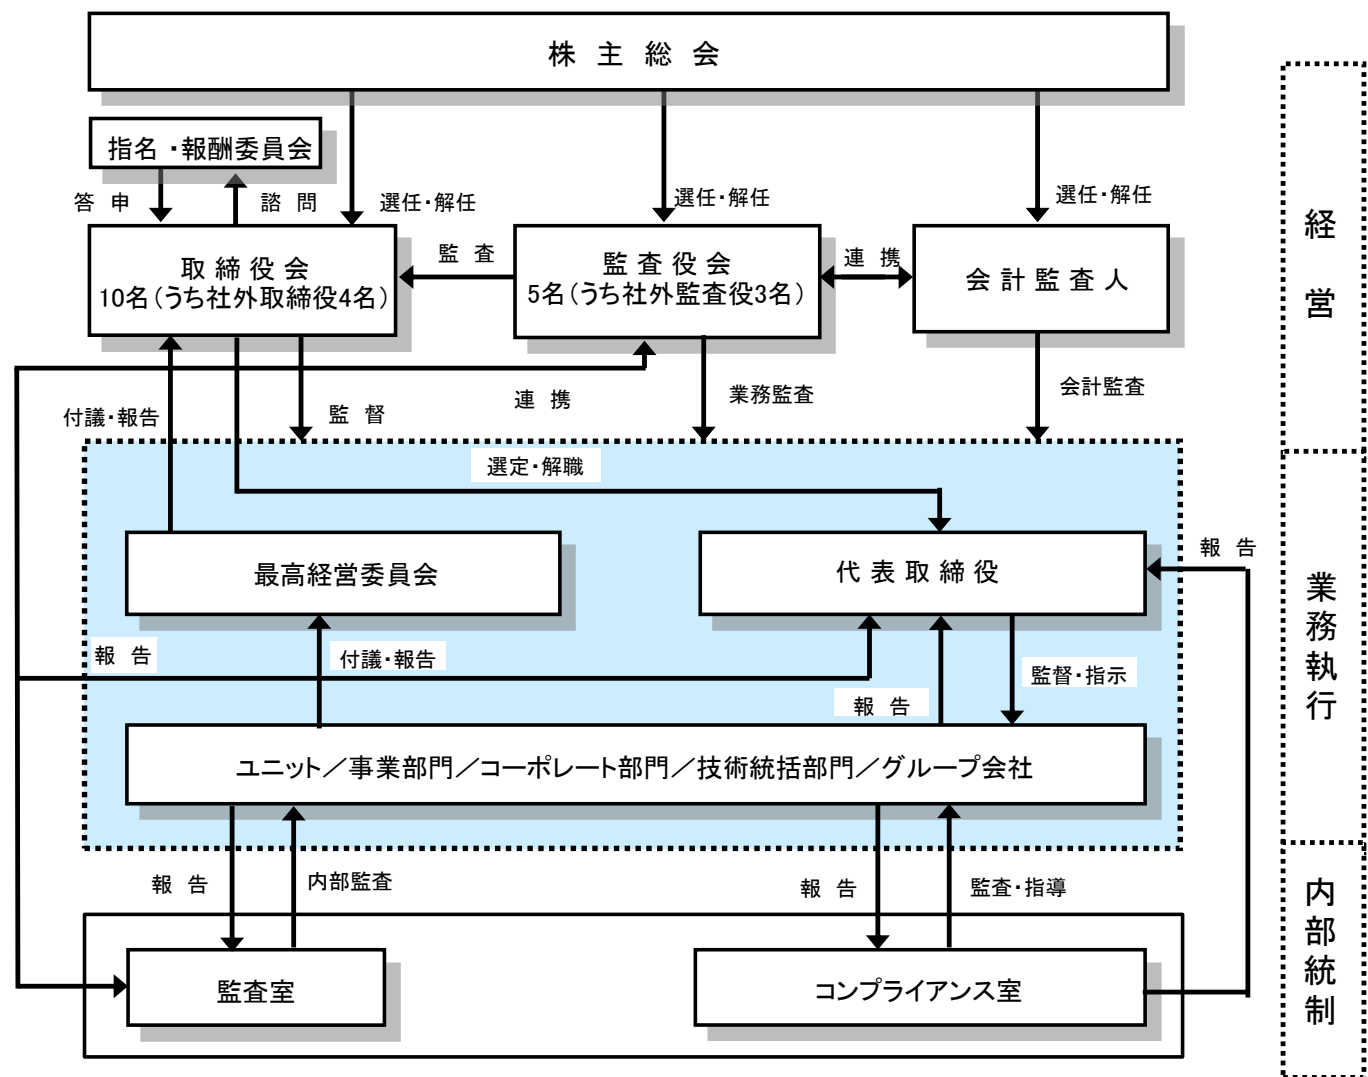 株主総会
指名・報酬委員会
答申
諮問
選任・解任
選任・解任
選任・解任
取締役会
10名(うち社外取締役4名)
監査
監査役会
5名(うち社外監査役3名)
連携
会計監査人
付議・報告
監督
連携
業務監査
会計監査
選定・解職
最高経営委員会
代表取締役
報告
報告
付議・報告
報告
監督・指示
ユニット／事業部門／コーポレート部門／技術統括部門／グループ会社
報告
内部監査
報告
監査・指導
監査室
コンプライアンス室
経営
業務執行
内部統制